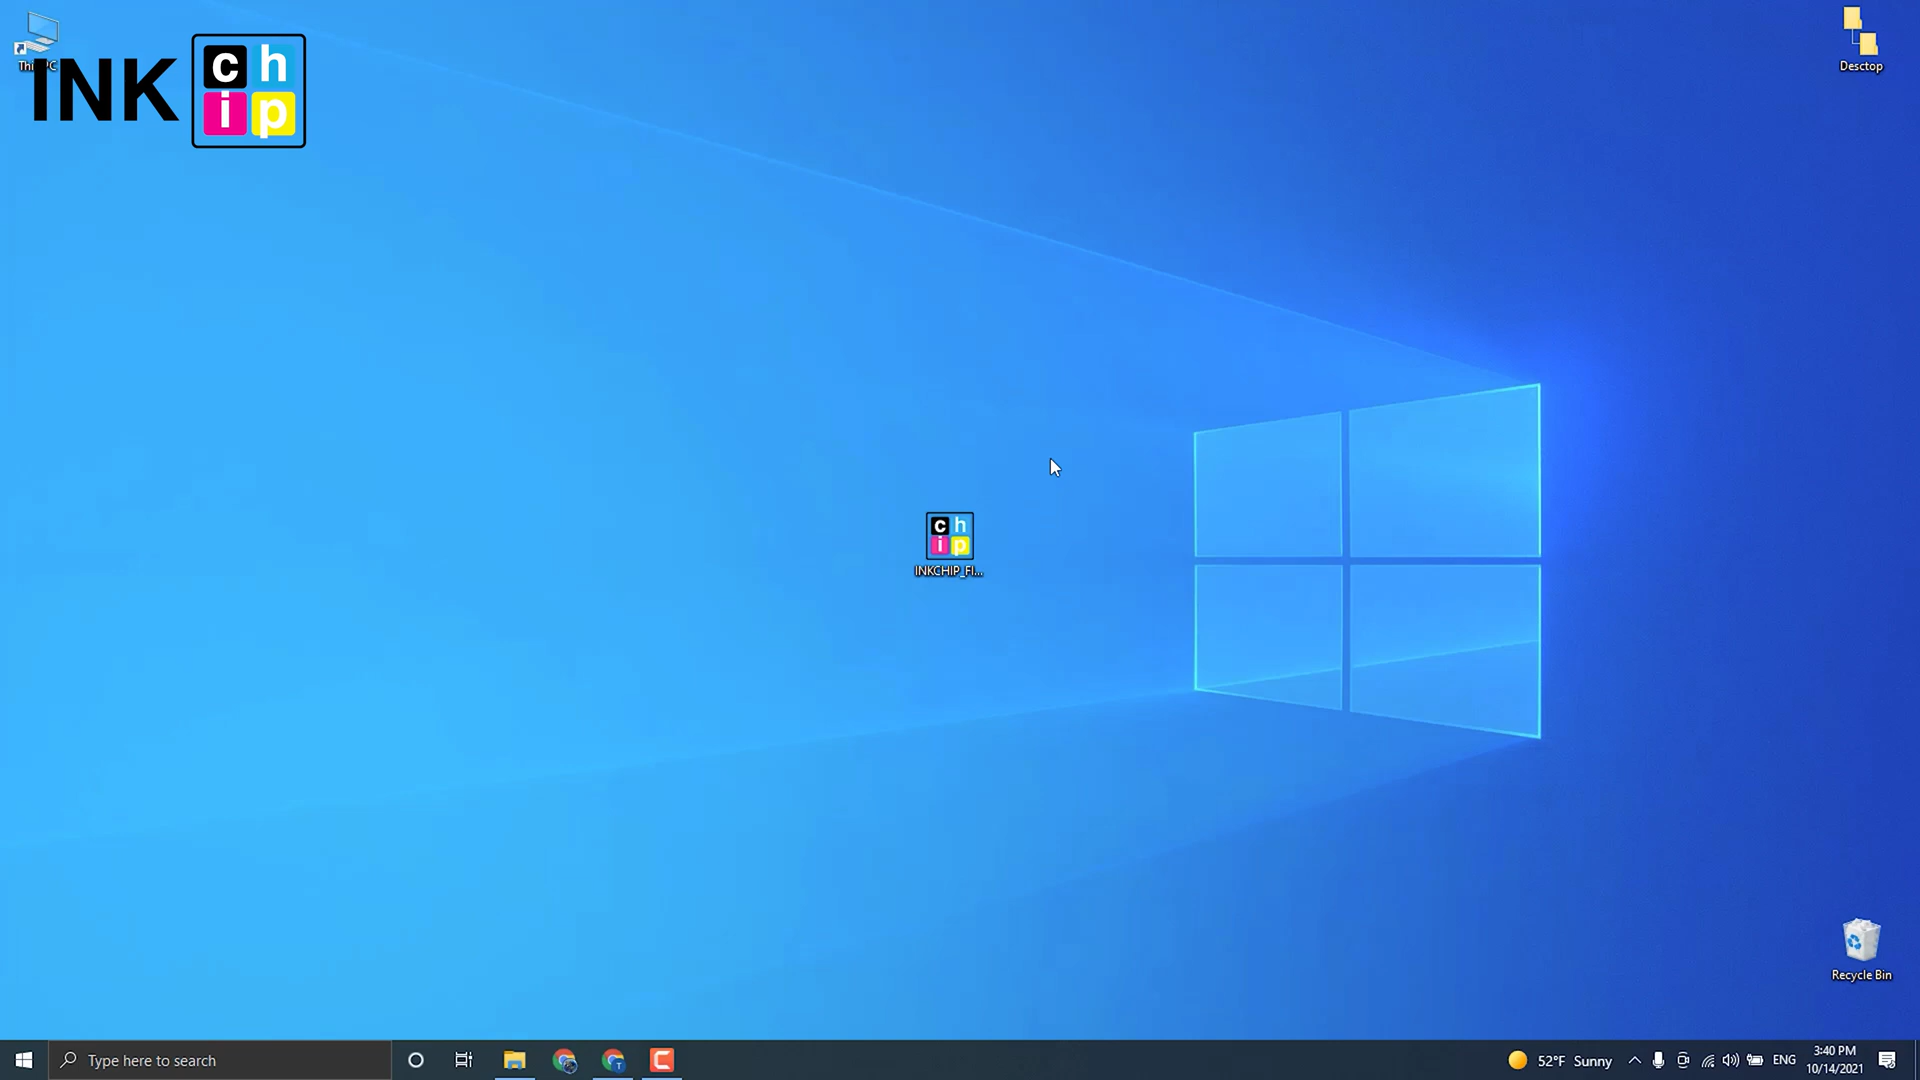 This PC
INK
c h
i p
Desctop
c h
i p
INKCHIP_FI...
Recycle Bin
Type here to search
T
52°F Sunny
ENG
3:40 PM
10/14/2021